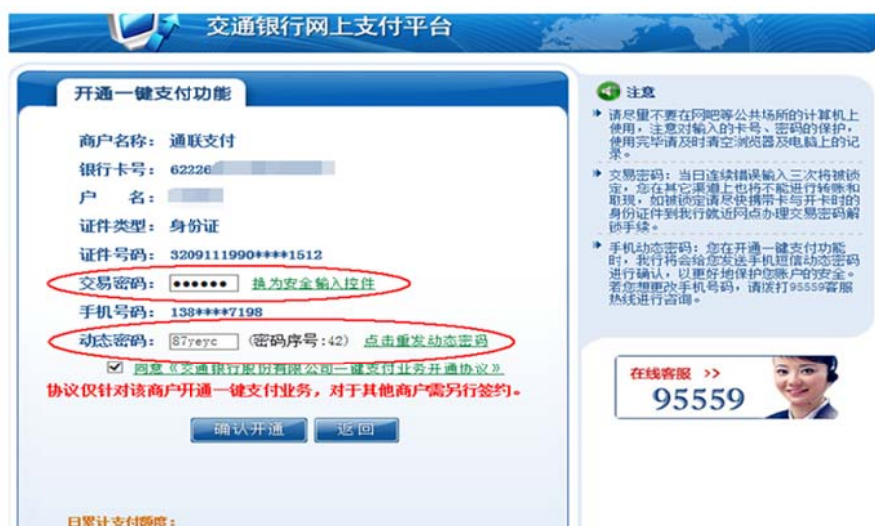 交通银行网上支付平台
开通一键支付功能
商户名称： 通联支付
银行卡号： 62226
户 名：
证件类型： 身份证
证件号码： 3209111990****1512
交易密码： ●●●●●● 换为安全输入控件
手机号码： 138****7198
动态密码： 87yeyc (密码序号:42) 点击重发动态密码
同意《交通银行股份有限公司一键支付业务开通协议》
协议仅针对该商户开通一键支付业务，对于其他商户需另行签约。
确认开通 返回
日累计支付额度：
注意
请尽量不要在网吧等公共场所的计算机上
使用，注意对输入的卡号、密码的保护，
使用完毕请及时清空浏览器及电脑上的记
录。
交易密码：当日连续错误输入三次将被锁
定，您在其它渠道上也将不能进行转账和
取现，如被锁定请尽快携带卡与开卡时的
身份证件到我行就近网点办理交易密码解
锁手续。
手机动态密码：您在开通一键支付功能
时，我行将会给您发送手机短信动态密码
进行确认，以更好地保护您账户的安全。
若您想更改手机号码，请拨打95559客服
热线进行咨询。
在线客服 >>
95559